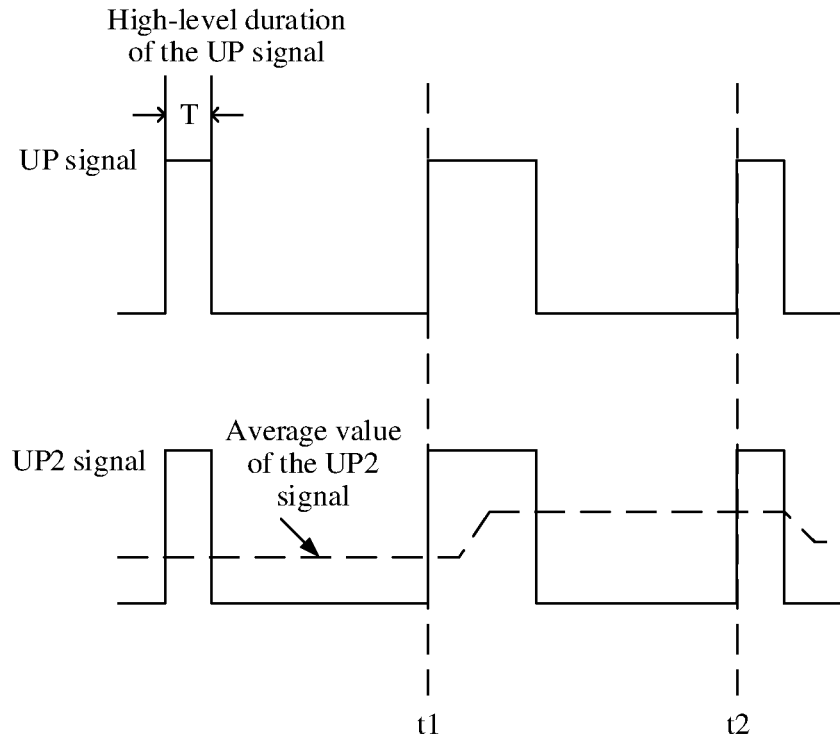 High-level duration
of the UP signal
T
UP signal
Average value
of the UP2
signal
UP2 signal
t1
t2